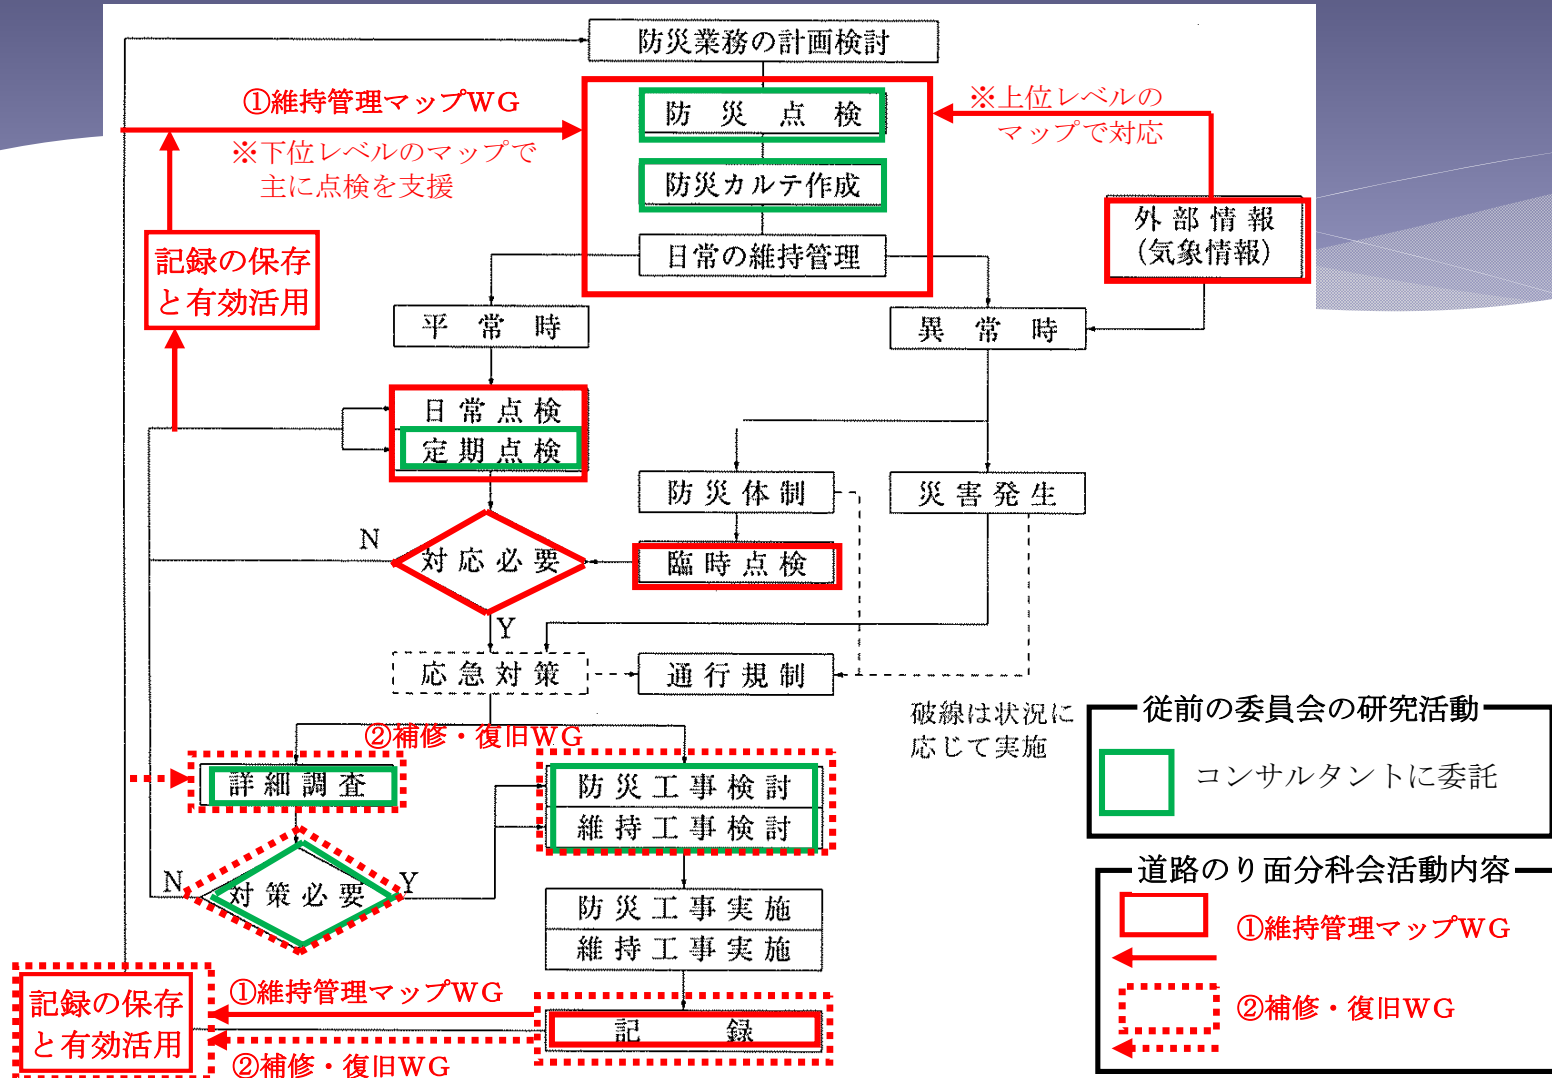 防災業務の計画検討
①維持管理マップWG
※下位レベルのマップで
主に点検を支援
防災点検
防災カルテ作成
日常の維持管理
※上位レベルの
マップで対応
外部情報
(気象情報)
記録の保存
と有効活用
平常時
異常時
日常点検
定期点検
防災体制
災害発生
N
対応必要
臨時点検
Y
応急対策
通行規制
破線は状況に
応じて実施
②補修・復旧WG
詳細調査
防災工事検討
維持工事検討
N
対策必要
Y
防災工事実施
維持工事実施
記録の保存
と有効活用
①維持管理マップWG
②補修・復旧WG
記録
従前の委員会の研究活動
コンサルタントに委託
道路のり面分科会活動内容
①維持管理マップWG
②補修・復旧WG